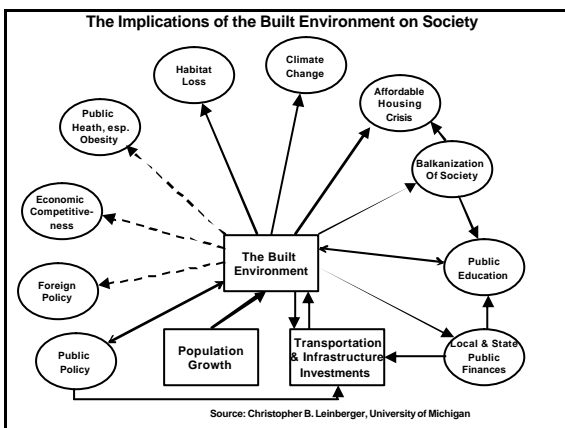 The Implications of the Built Environment on Society
Habitat
Loss
Climate
Change
Affordable
Housing
Crisis
Public
Heath, esp.
Obesity
Balkanization
Of Society
Economic
Competitive-
ness
The Built
Environment
Public
Education
Foreign
Policy
Public
Policy
Population
Growth
Transportation
& Infrastructure
Investments
Local & State
Public
Finances
Source: Christopher B. Leinberger, University of Michigan